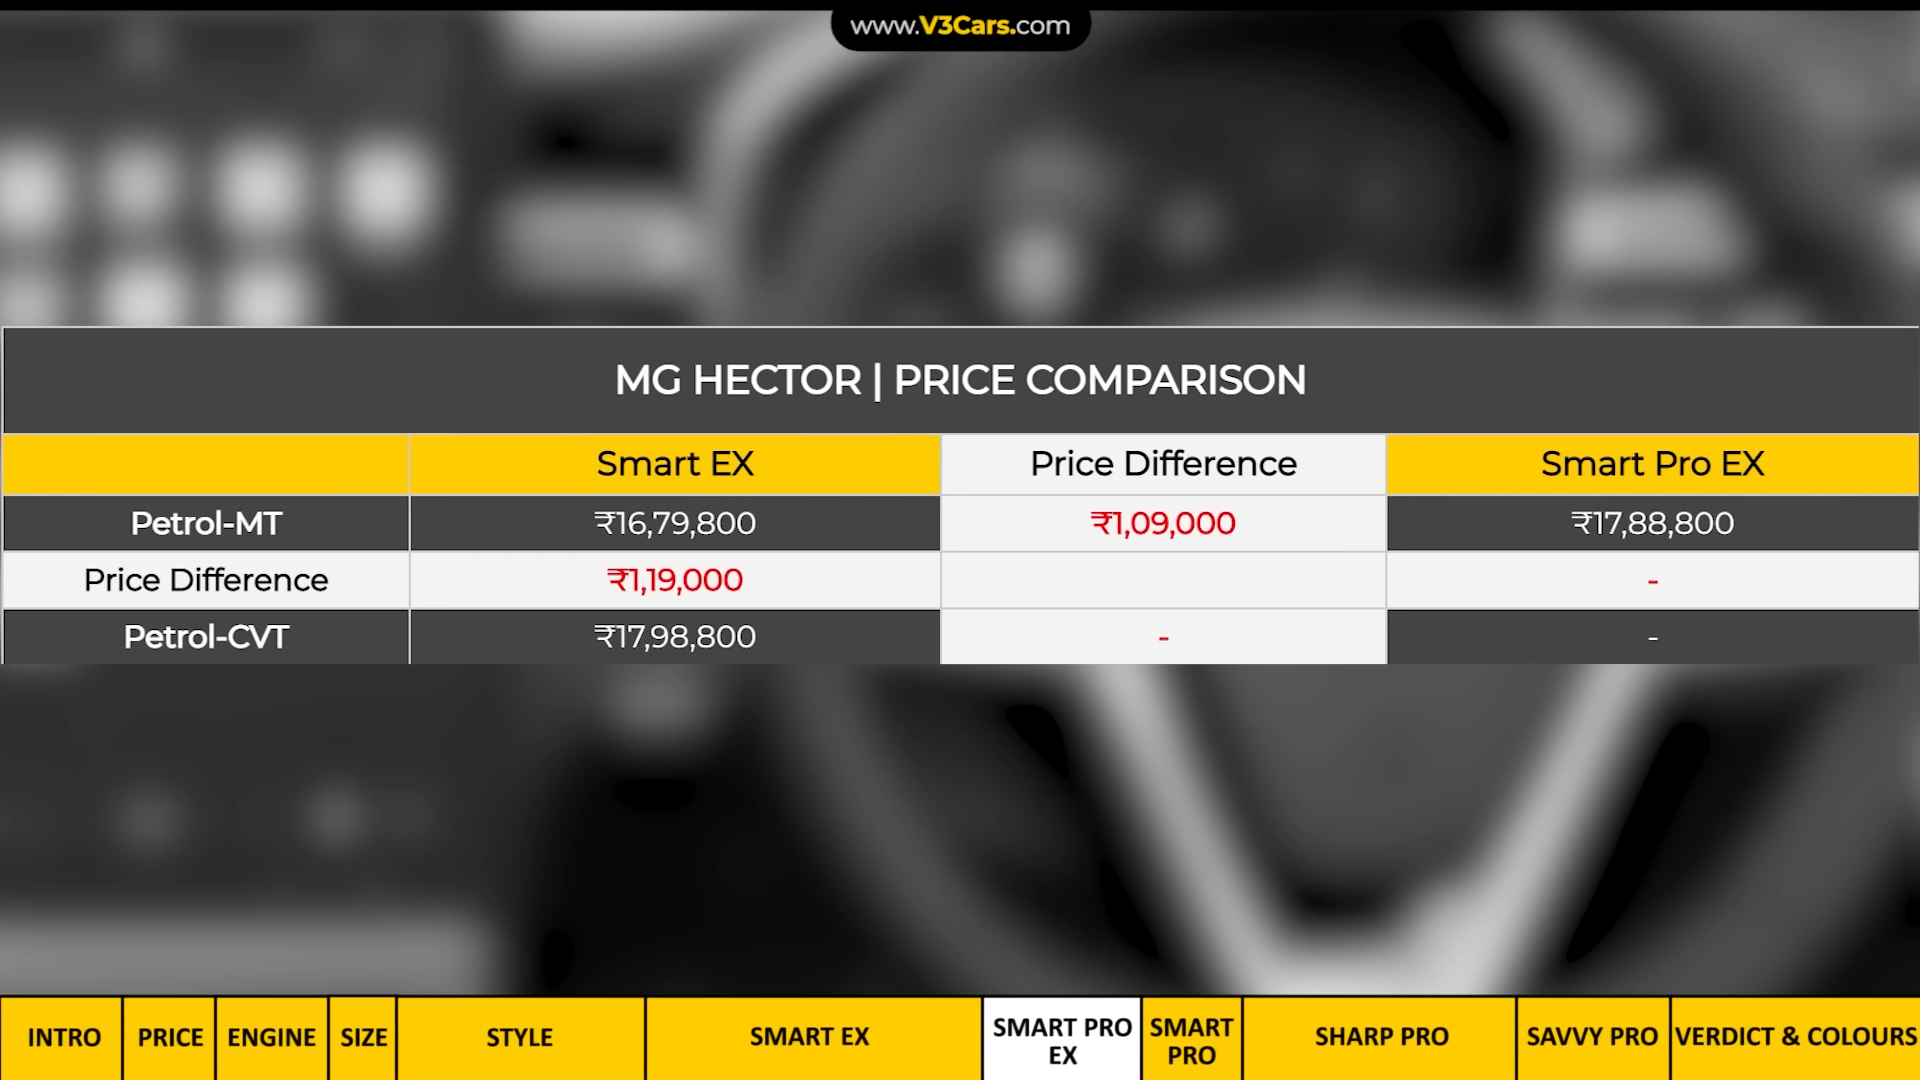 www.V3Cars.com
MG HECTOR | PRICE COMPARISON
Smart EX Price Difference Smart Pro EX
Petrol-MT ₹16,79,800 ₹1,09,000 ₹17,88,800
Price Difference ₹1,19,000 -
Petrol-CVT ₹17,98,800 - -
INTRO PRICE ENGINE SIZE STYLE SMART EX SMART PRO EX SMART PRO SHARP PRO SAVVY PRO VERDICT & COLOURS